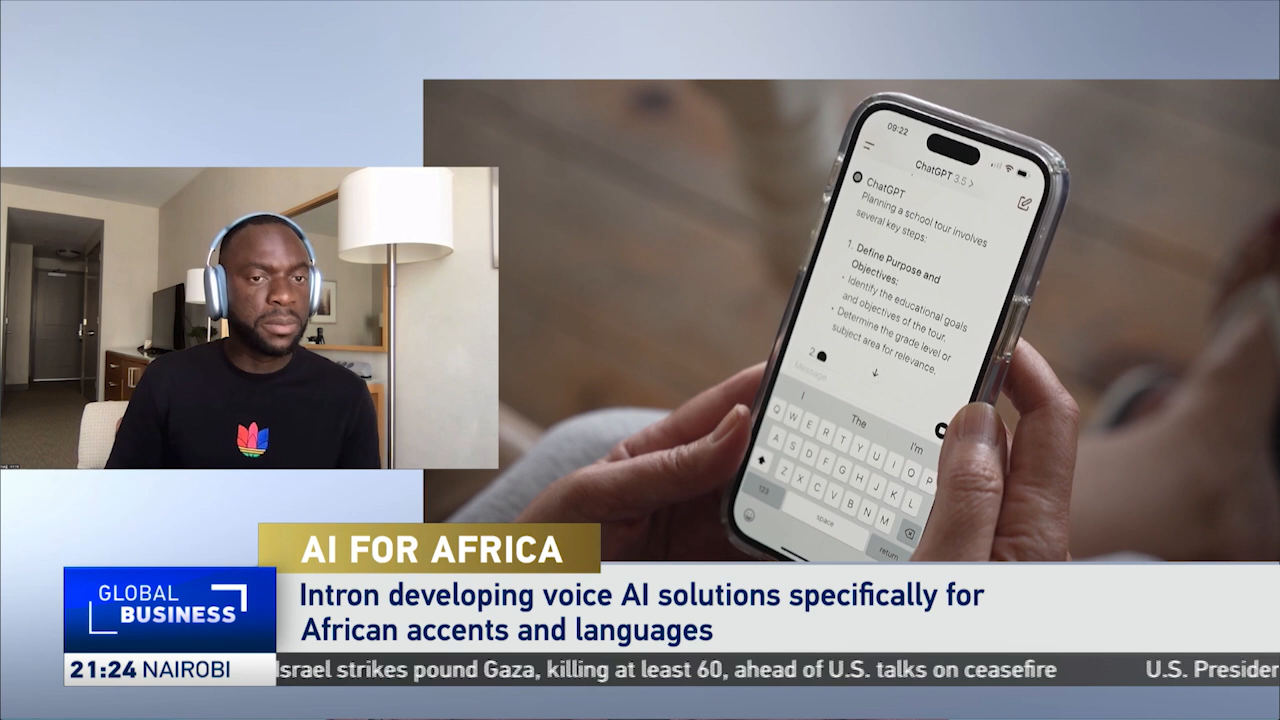 09:22
ChatGPT 3.5 >
ChatGPT
Planning a school tour involves
several key steps:
1. Define Purpose and
Objectives:
• Identify the educational goals
and objectives of the tour.
• Determine the grade level or
subject area for relevance.
2.
Message
I The I'm
Q W E R T Y U I O P
A S D F G H J K L
Z X C V B N M
123 space return
AI FOR AFRICA
GLOBAL
BUSINESS
Intron developing voice AI solutions specifically for
African accents and languages
21:24 NAIROBI
Israel strikes pound Gaza, killing at least 60, ahead of U.S. talks on ceasefire U.S. Presiden